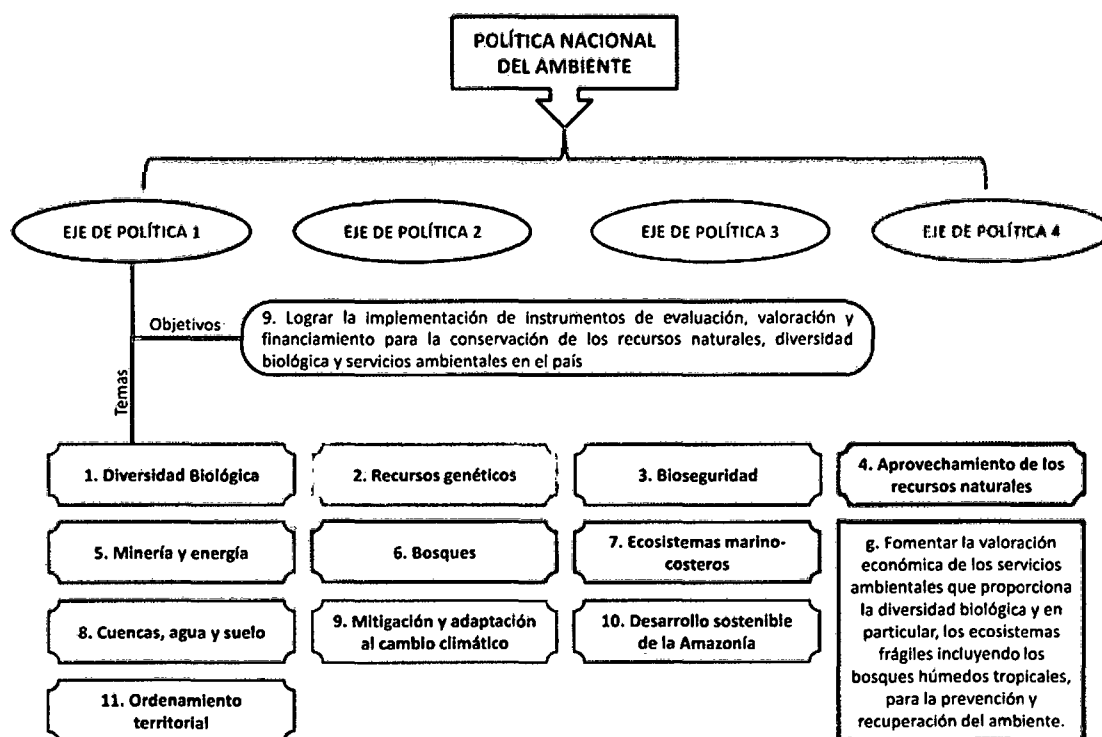 POLÍTICA NACIONAL
DEL AMBIENTE
EJE DE POLÍTICA 1
EJE DE POLÍTICA 2
EJE DE POLÍTICA 3
EJE DE POLÍTICA 4
Objetivos
9. Lograr la implementación de instrumentos de evaluación, valoración y
financiamiento para la conservación de los recursos naturales, diversidad
biológica y servicios ambientales en el país
Temas
1. Diversidad Biológica
2. Recursos genéticos
3. Bioseguridad
4. Aprovechamiento de los
recursos naturales
5. Minería y energía
6. Bosques
7. Ecosistemas marino-
costeros
g. Fomentar la valoración
económica de los servicios
ambientales que proporciona
la diversidad biológica y en
particular, los ecosistemas
frágiles incluyendo los
bosques húmedos tropicales,
para la prevención y
recuperación del ambiente.
8. Cuencas, agua y suelo
9. Mitigación y adaptación
al cambio climático
10. Desarrollo sostenible
de la Amazonía
11. Ordenamiento
territorial